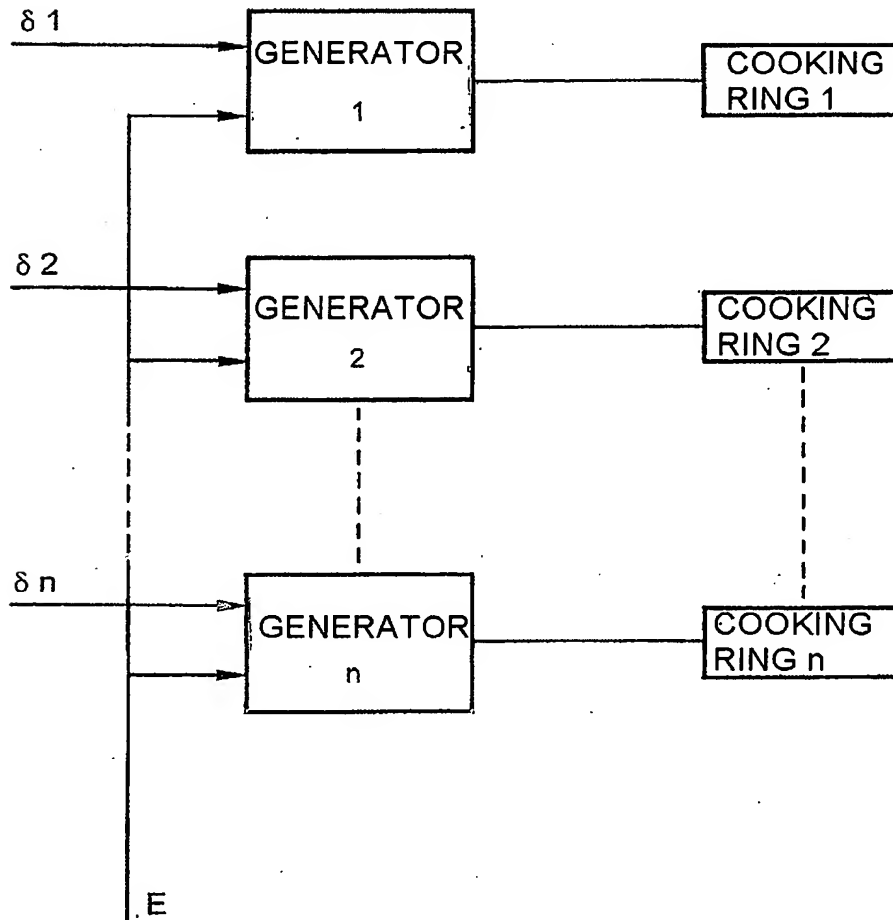 δ 1
GENERATOR
1
COOKING
RING 1
δ 2
GENERATOR
2
COOKING
RING 2
δ n
GENERATOR
n
COOKING
RING n
E